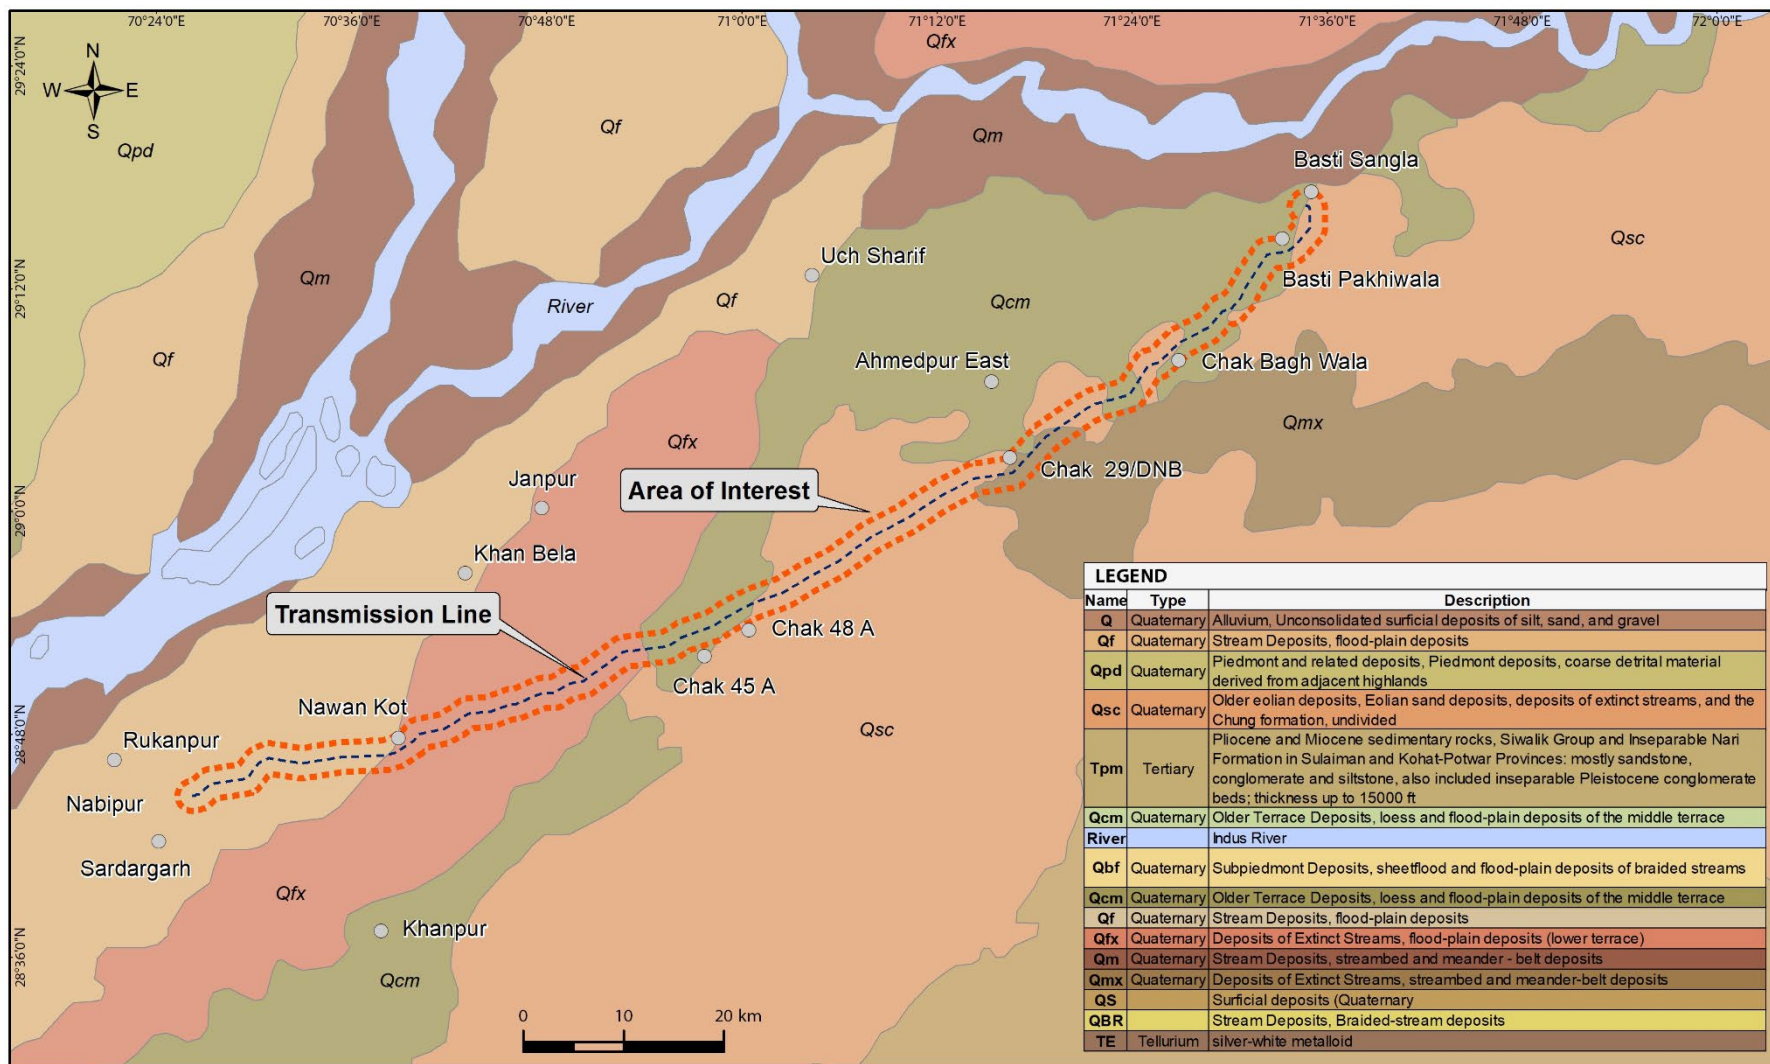 70°24'0"E 70°36'0"E 70°48'0"E 71°0'0"E 71°12'0"E 71°24'0"E 71°36'0"E 71°48'0"E 72°0'0"E
29°24'0"N
29°12'0"N
29°0'0"N
28°48'0"N
28°36'0"N
N
W E
S
Qpd
Qf
Qfx
Qm
Basti Sangla
Qsc
Qm
River
Qf
Uch Sharif
Qcm
Basti Pakhiwala
Qf
Ahmedpur East
Chak Bagh Wala
Qmx
Qfx
Chak 29/DNB
Janpur
Area of Interest
Khan Bela
Transmission Line
Chak 48 A
Chak 45 A
Nawan Kot
Qsc
Rukanpur
Nabipur
Sardargarh
Qfx
Khanpur
Qcm
0 10 20 km
LEGEND
Name Type Description
Q Quaternary Alluvium, Unconsolidated surficial deposits of silt, sand, and gravel
Qf Quaternary Stream Deposits, flood-plain deposits
Qpd Quaternary Piedmont and related deposits, Piedmont deposits, coarse detrital material
derived from adjacent highlands
Qsc Quaternary Older eolian deposits, Eolian sand deposits, deposits of extinct streams, and the
Chung formation, undivided
Tpm Tertiary Pliocene and Miocene sedimentary rocks, Siwalik Group and Inseparable Nari
Formation in Sulaiman and Kohat-Potwar Provinces: mostly sandstone,
conglomerate and siltstone, also included inseparable Pleistocene conglomerate
beds; thickness up to 15000 ft
Qcm Quaternary Older Terrace Deposits, loess and flood-plain deposits of the middle terrace
River Indus River
Qbf Quaternary Subpiedmont Deposits, sheetflood and flood-plain deposits of braided streams
Qcm Quaternary Older Terrace Deposits, loess and flood-plain deposits of the middle terrace
Qf Quaternary Stream Deposits, flood-plain deposits
Qfx Quaternary Deposits of Extinct Streams, flood-plain deposits (lower terrace)
Qm Quaternary Stream Deposits, streambed and meander - belt deposits
Qmx Quaternary Deposits of Extinct Streams, streambed and meander-belt deposits
QS Surficial deposits (Quaternary
QBR Stream Deposits, Braided-stream deposits
TE Tellurium silver-white metalloid